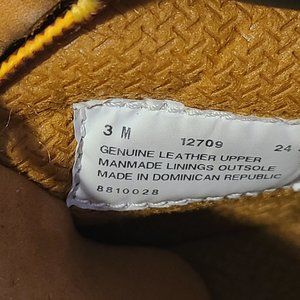 3 M 12709 24
GENUINE LEATHER UPPER
MANMADE LININGS OUTSOLE
MADE IN DOMINICAN REPUBLIC
8810028